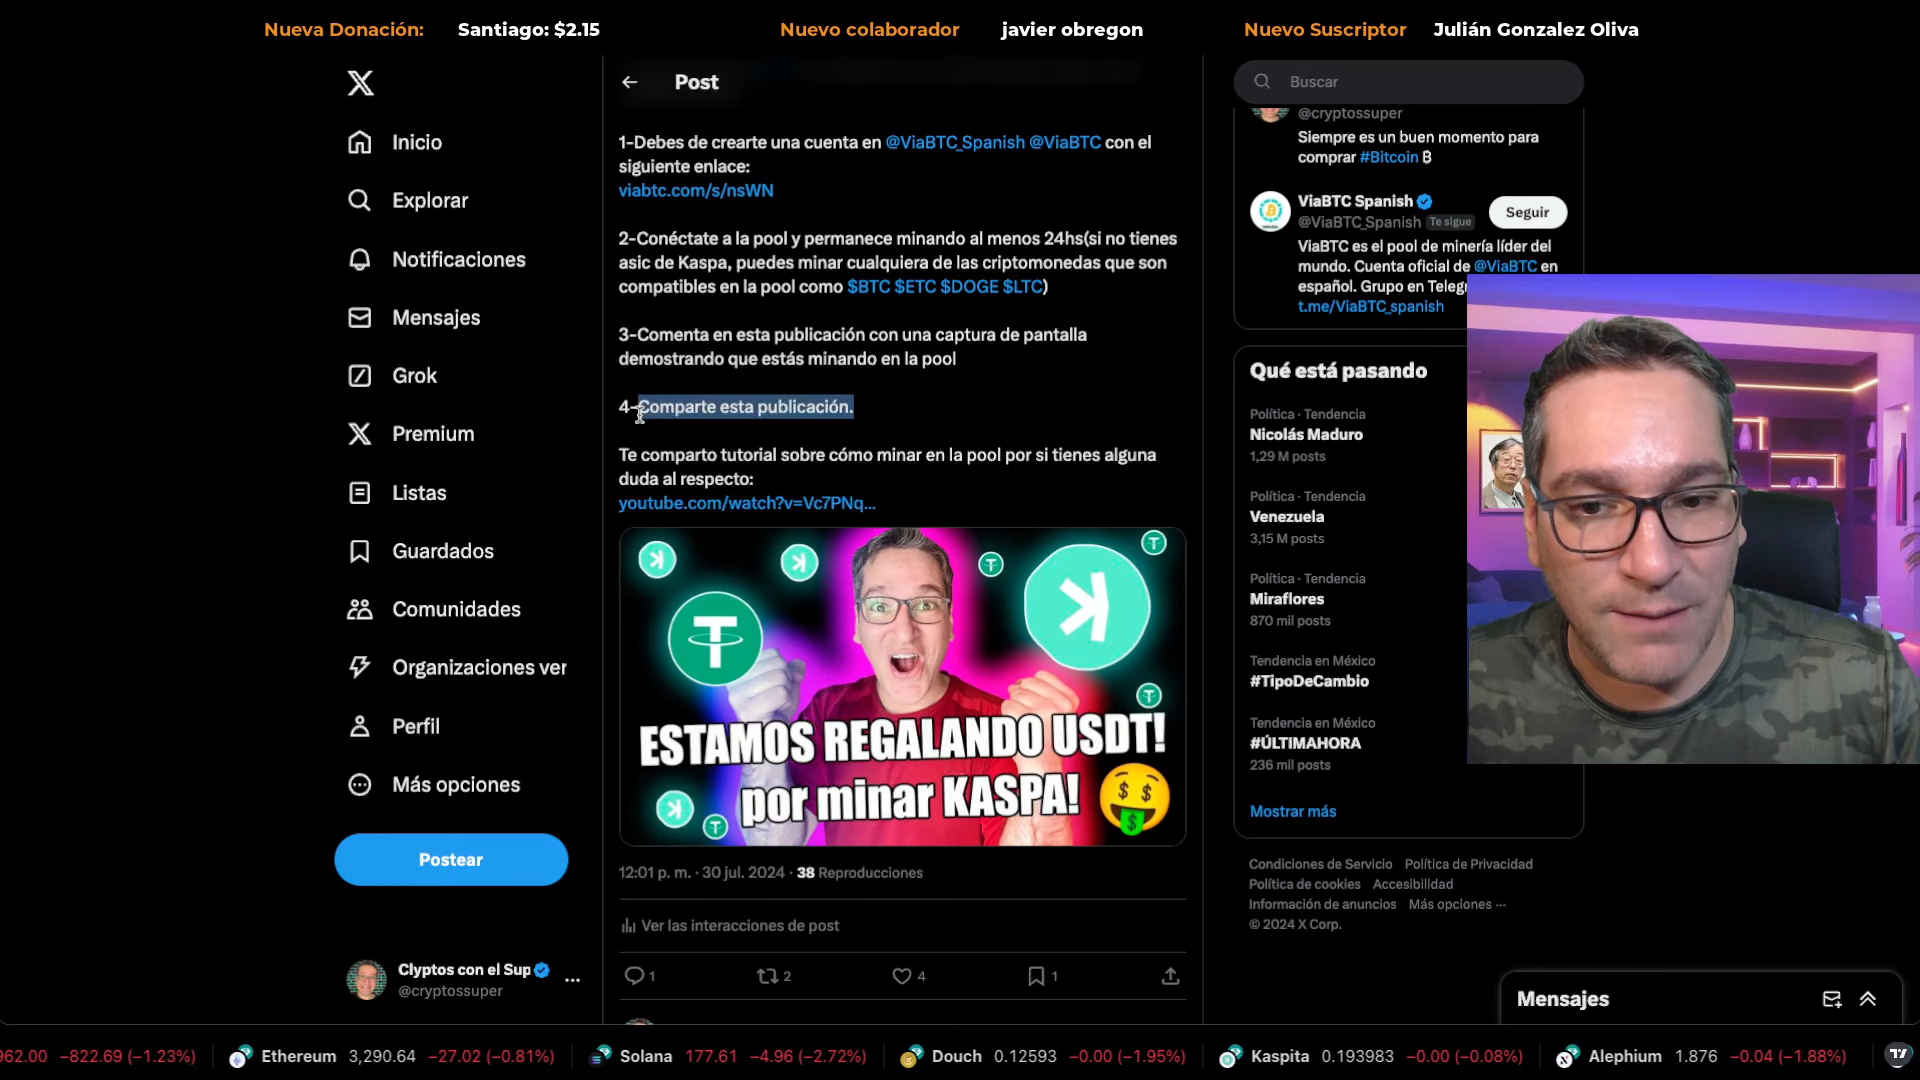 Nueva Donación: Santiago: $2.15
Nuevo colaborador javier obregon
Nuevo Suscriptor Julián Gonzalez Oliva
Inicio
Explorar
Notificaciones
Mensajes
Grok
Premium
Listas
Guardados
Comunidades
Organizaciones ver
Perfil
Más opciones
Postear
Clyptos con el Sup
@cryptossuper
Post
1-Debes de crearte una cuenta en @ViaBTC_Spanish @ViaBTC con el
siguiente enlace:
viabtc.com/s/nsWN
2-Conéctate a la pool y permanece minando al menos 24hs(si no tienes
asic de Kaspa, puedes minar cualquiera de las criptomonedas que son
compatibles en la pool como $BTC $ETC $DOGE $LTC)
3-Comenta en esta publicación con una captura de pantalla
demostrando que estás minando en la pool
4-Comparte esta publicación.
Te comparto tutorial sobre cómo minar en la pool por si tienes alguna
duda al respecto:
youtube.com/watch?v=Vc7PNq...
ESTAMOS REGALANDO USDT!
por minar KASPA!
12:01 p. m. · 30 jul. 2024 · 38 Reproducciones
Ver las interacciones de post
1 2 4 1
Buscar
@cryptossuper
Siempre es un buen momento para
comprar #Bitcoin ₿
ViaBTC Spanish
@ViaBTC_Spanish Te sigue
Seguir
ViaBTC es el pool de minería líder del
mundo. Cuenta oficial de @ViaBTC en
español. Grupo en Telegr
t.me/ViaBTC_spanish
Qué está pasando
Política · Tendencia
Nicolás Maduro
1,29 M posts
Política · Tendencia
Venezuela
3,15 M posts
Política · Tendencia
Miraflores
870 mil posts
Tendencia en México
#TipoDeCambio
Tendencia en México
#ÚLTIMAHORA
236 mil posts
Mostrar más
Condiciones de Servicio Política de Privacidad
Política de cookies Accesibilidad
Información de anuncios Más opciones ···
© 2024 X Corp.
Mensajes
962.00 −822.69 (−1.23%) Ethereum 3,290.64 −27.02 (−0.81%) Solana 177.61 −4.96 (−2.72%) Douch 0.12593 −0.00 (−1.95%) Kaspita 0.193983 −0.00 (−0.08%) Alephium 1.876 −0.04 (−1.88%)